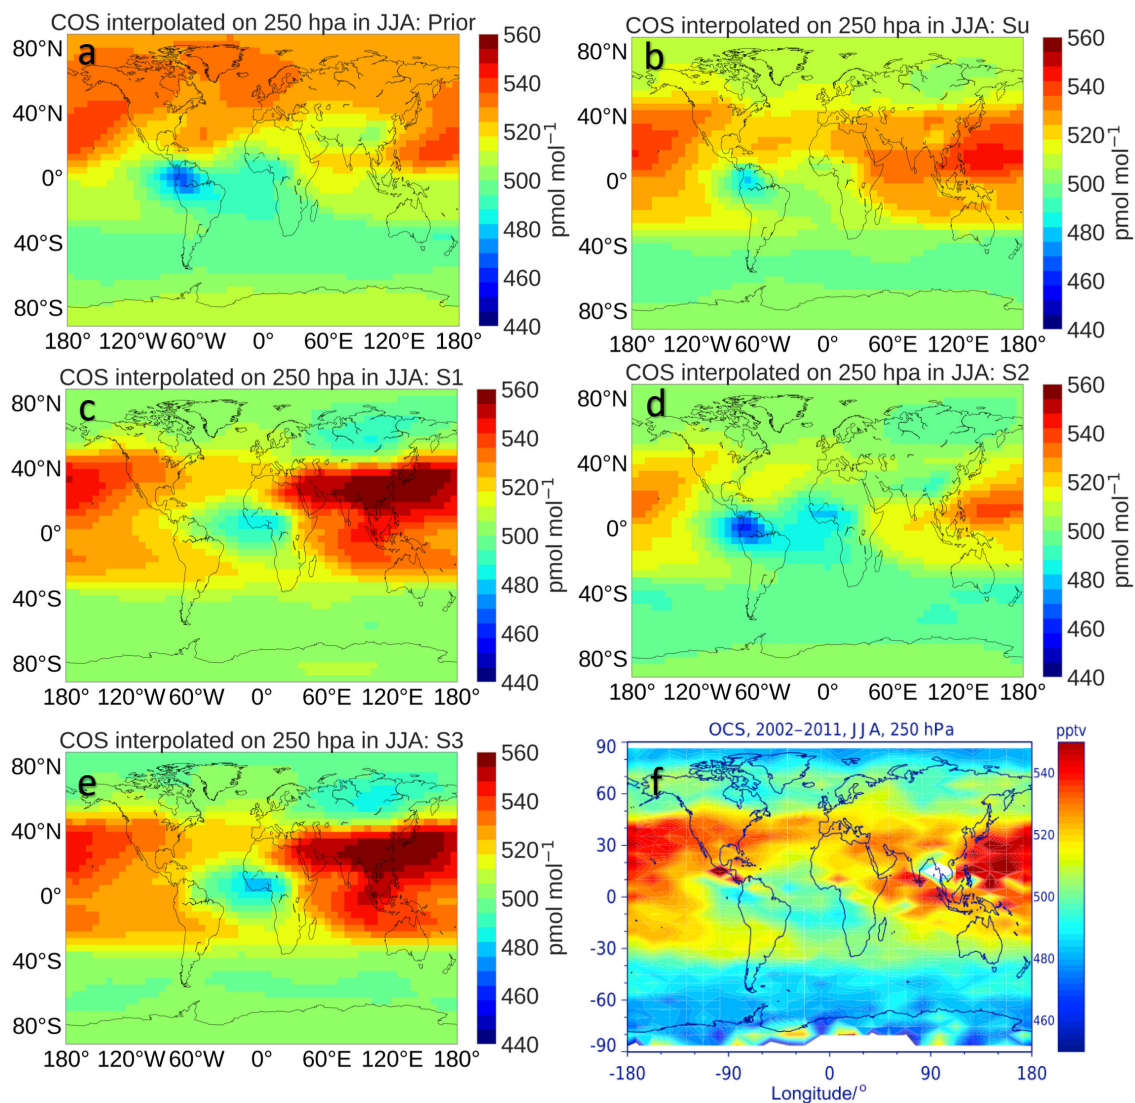 COS interpolated on 250 hpa in JJA: Prior
a
80°N
40°N
0°
40°S
80°S
180° 120°W 60°W 0° 60°E 120°E 180°
560
540
520
500
480
460
440
pmol mol−1
COS interpolated on 250 hpa in JJA: Su
b
80°N
40°N
0°
40°S
80°S
180° 120°W 60°W 0° 60°E 120°E 180°
560
540
520
500
480
460
440
pmol mol−1
COS interpolated on 250 hpa in JJA: S1
c
80°N
40°N
0°
40°S
80°S
180° 120°W 60°W 0° 60°E 120°E 180°
560
540
520
500
480
460
440
pmol mol−1
COS interpolated on 250 hpa in JJA: S2
d
80°N
40°N
0°
40°S
80°S
180° 120°W 60°W 0° 60°E 120°E 180°
560
540
520
500
480
460
440
pmol mol−1
COS interpolated on 250 hpa in JJA: S3
e
80°N
40°N
0°
40°S
80°S
180° 120°W 60°W 0° 60°E 120°E 180°
560
540
520
500
480
460
440
pmol mol−1
OCS, 2002−2011, JJA, 250 hPa
pptv
f
90
60
30
0
-30
-60
-90
-180 -90 0 90 180
Longitude/°
540
520
500
480
460